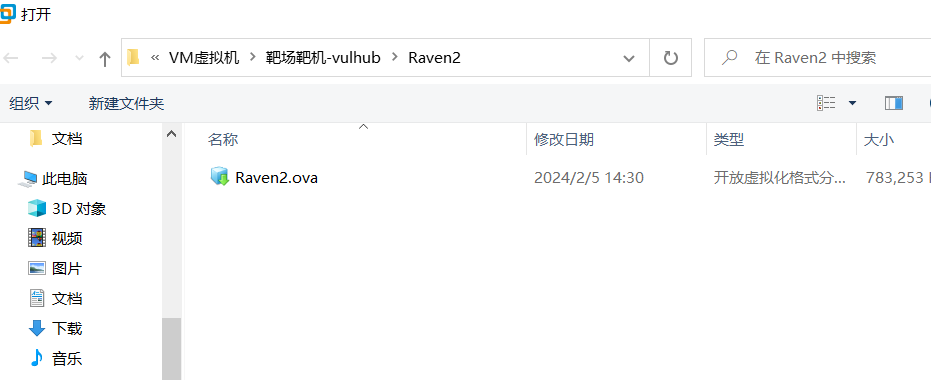 打开
« VM虚拟机 > 靶场靶机-vulhub > Raven2
在 Raven2 中搜索
组织
新建文件夹
名称 修改日期 类型 大小
Raven2.ova 2024/2/5 14:30 开放虚拟化格式分... 783,253
文档
此电脑
3D 对象
视频
图片
文档
下载
音乐